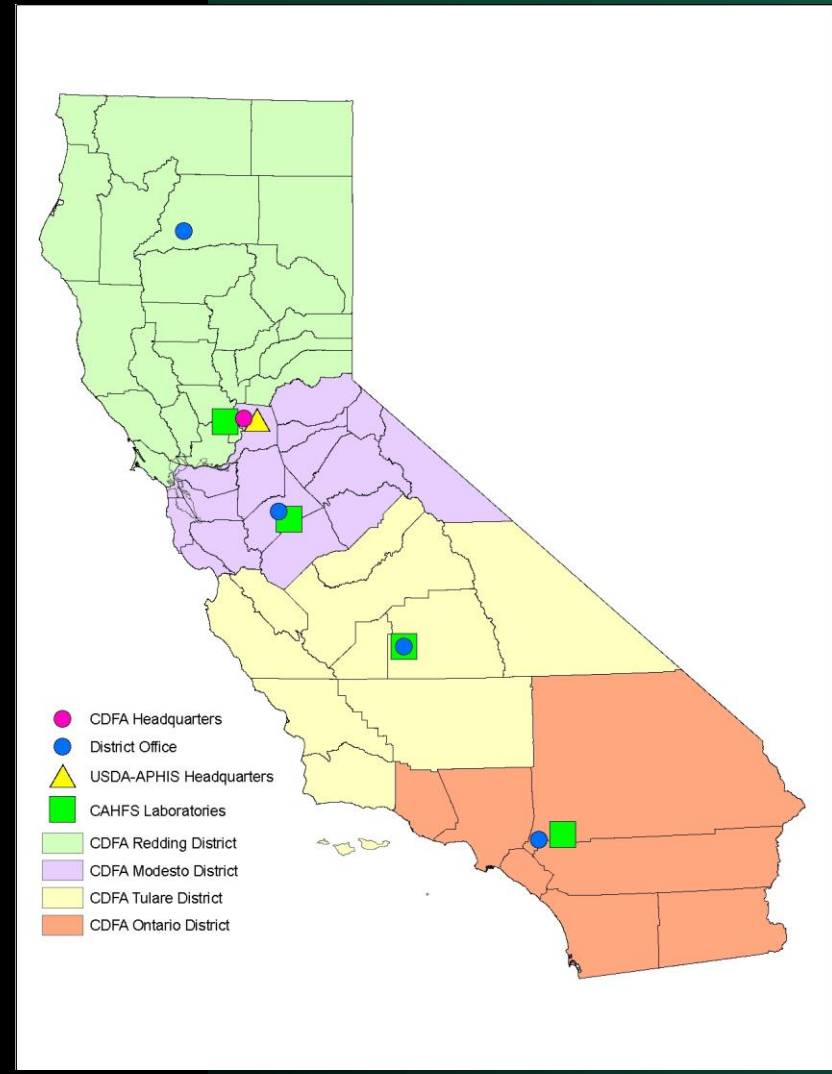 CDFA Headquarters
District Office
USDA-APHIS Headquarters
CAHFS Laboratories
CDFA Redding District
CDFA Modesto District
CDFA Tulare District
CDFA Ontario District